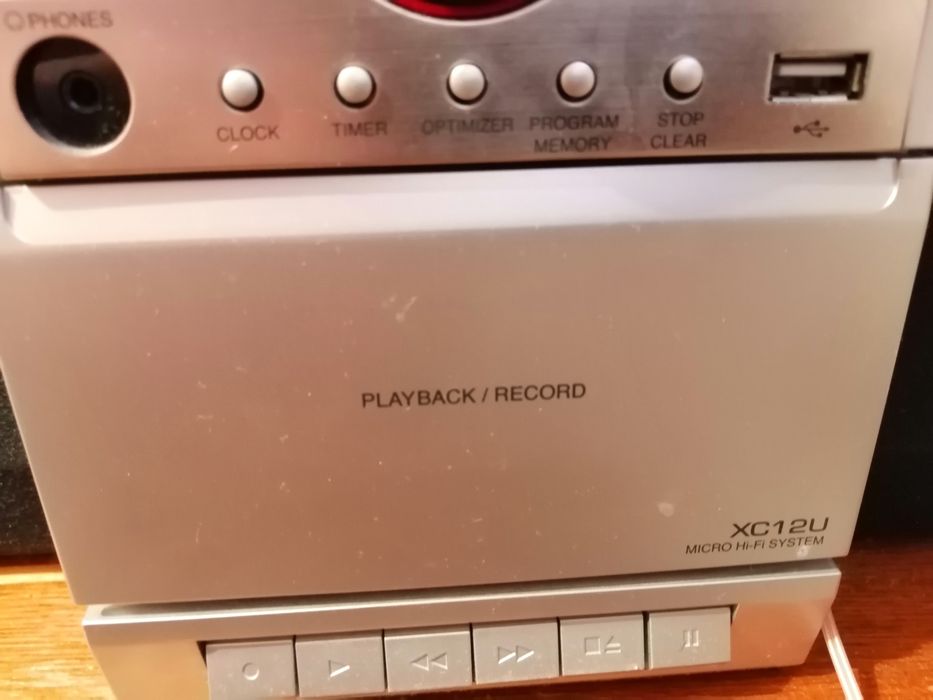 PHONES
CLOCK
TIMER
OPTIMIZER
PROGRAM
MEMORY
STOP
CLEAR
PLAYBACK / RECORD
XC12U
MICRO Hi-Fi SYSTEM